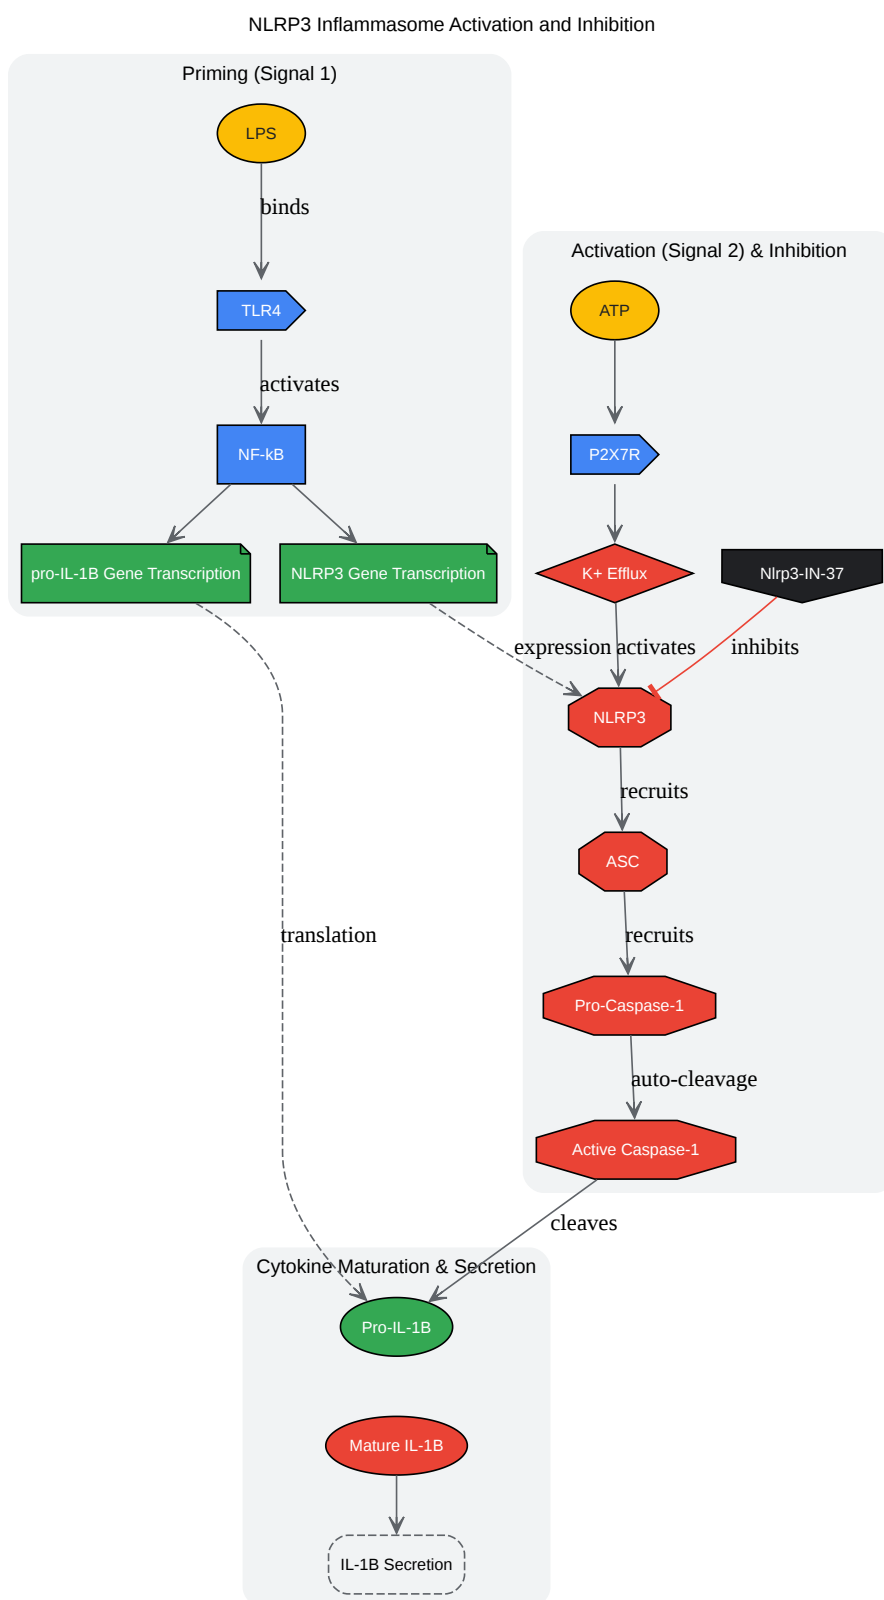 NLRP3 Inflammasome Activation and Inhibition
Priming (Signal 1)
LPS
binds
TLR4
activates
NF-kB
pro-IL-1B Gene Transcription
NLRP3 Gene Transcription
Activation (Signal 2) & Inhibition
ATP
P2X7R
K+ Efflux
Nlrp3-IN-37
expression
activates
inhibits
NLRP3
recruits
ASC
recruits
Pro-Caspase-1
auto-cleavage
Active Caspase-1
translation
cleaves
Cytokine Maturation & Secretion
Pro-IL-1B
Mature IL-1B
IL-1B Secretion